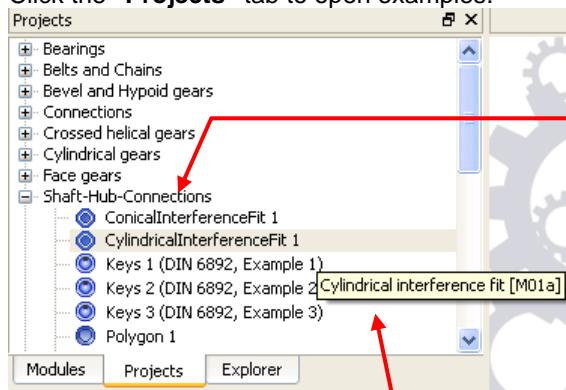 Click the "Projects" tab to open examples.
Projects
Bearings
Belts and Chains
Bevel and Hypoid gears
Connections
Crossed helical gears
Cylindrical gears
Face gears
Shaft-Hub-Connections
ConicalInterferenceFit 1
CylindricalInterferenceFit 1
Keys 1 (DIN 6892, Example 1)
Keys 2 (DIN 6892, Example 2
Cylindrical interference fit [M01a]
Keys 3 (DIN 6892, Example 3)
Polygon 1
Modules Projects Explorer